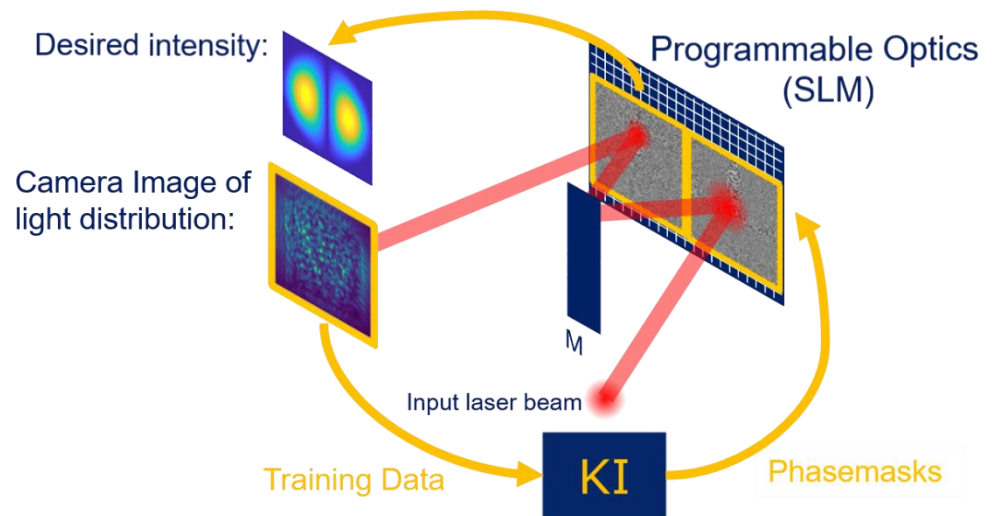 Desired intensity:
Programmable Optics
(SLM)
Camera Image of
light distribution:
M
Input laser beam
KI
Training Data
Phasemasks